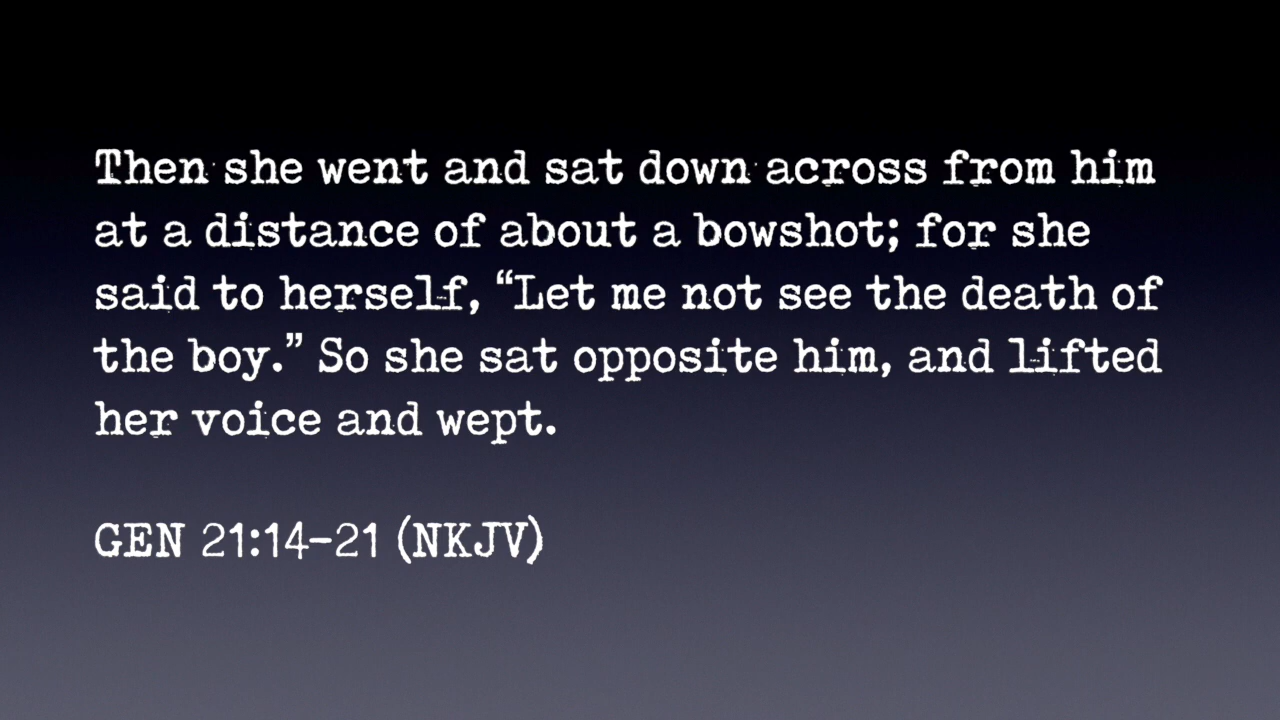 Then she went and sat down across from him
at a distance of about a bowshot; for she
said to herself, “Let me not see the death of
the boy.” So she sat opposite him, and lifted
her voice and wept.
GEN 21:14–21 (NKJV)